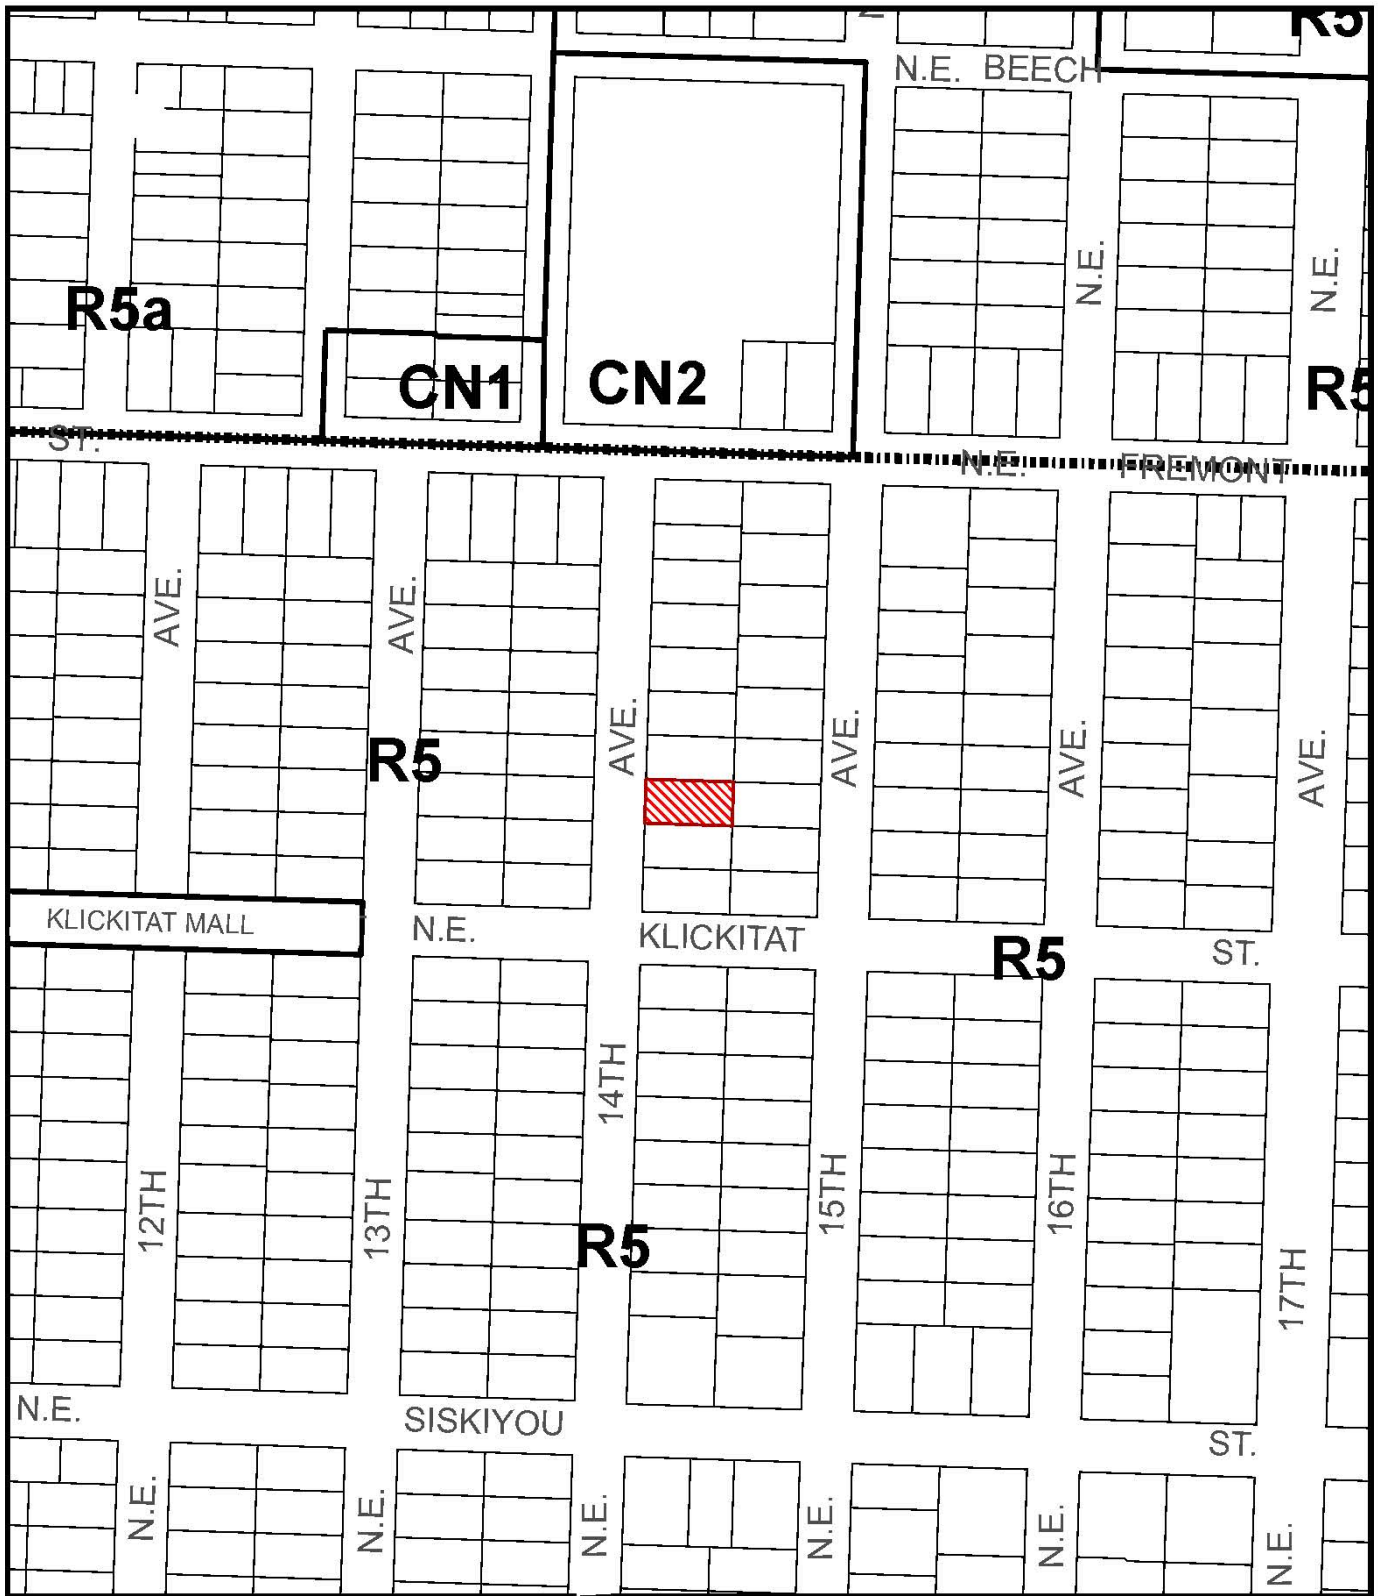 R5
N.E. BEECH
N.E.
N.E.
R5a
CN1
CN2
R5
ST.
N.E. FREMONT
AVE.
AVE.
AVE.
AVE.
AVE.
AVE.
R5
KLICKITAT MALL
N.E. KLICKITAT ST.
R5
14TH
12TH
13TH
15TH
16TH
17TH
R5
N.E. SISKIYOU ST.
N.E.
N.E.
N.E.
N.E.
N.E.
N.E.